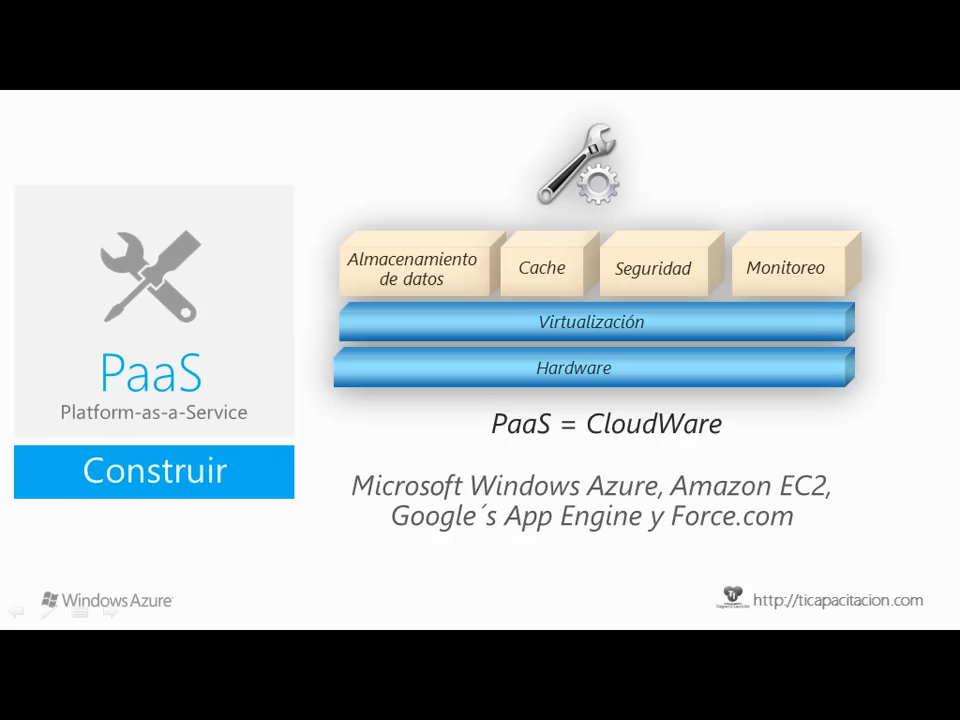 Almacenamiento
de datos
Cache
Seguridad
Monitoreo
Virtualización
Hardware
PaaS
Platform-as-a-Service
Construir
PaaS = CloudWare
Microsoft Windows Azure, Amazon EC2,
Google´s App Engine y Force.com
Windows Azure
http://ticapacitacion.com